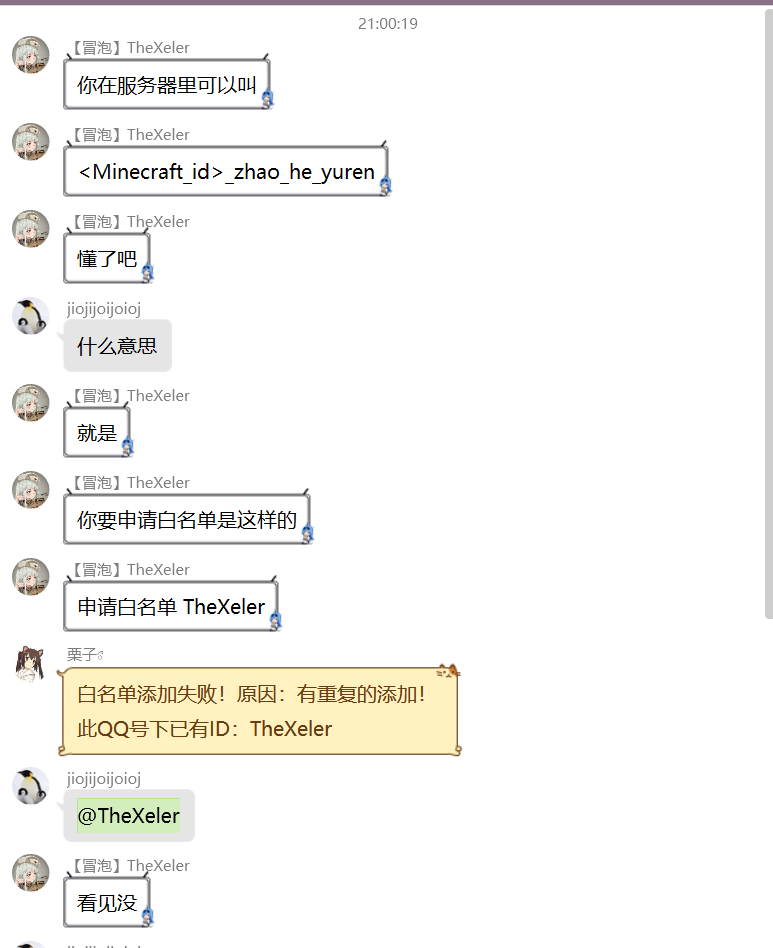 21:00:19
【冒泡】TheXeler
你在服务器里可以叫
【冒泡】TheXeler
<Minecraft_id>_zhao_he_yuren
【冒泡】TheXeler
懂了吧
jiojijoijoioj
什么意思
【冒泡】TheXeler
就是
【冒泡】TheXeler
你要申请白名单是这样的
【冒泡】TheXeler
申请白名单 TheXeler
栗子
白名单添加失败！原因：有重复的添加！
此QQ号下已有ID：TheXeler
jiojijoijoioj
@TheXeler
【冒泡】TheXeler
看见没